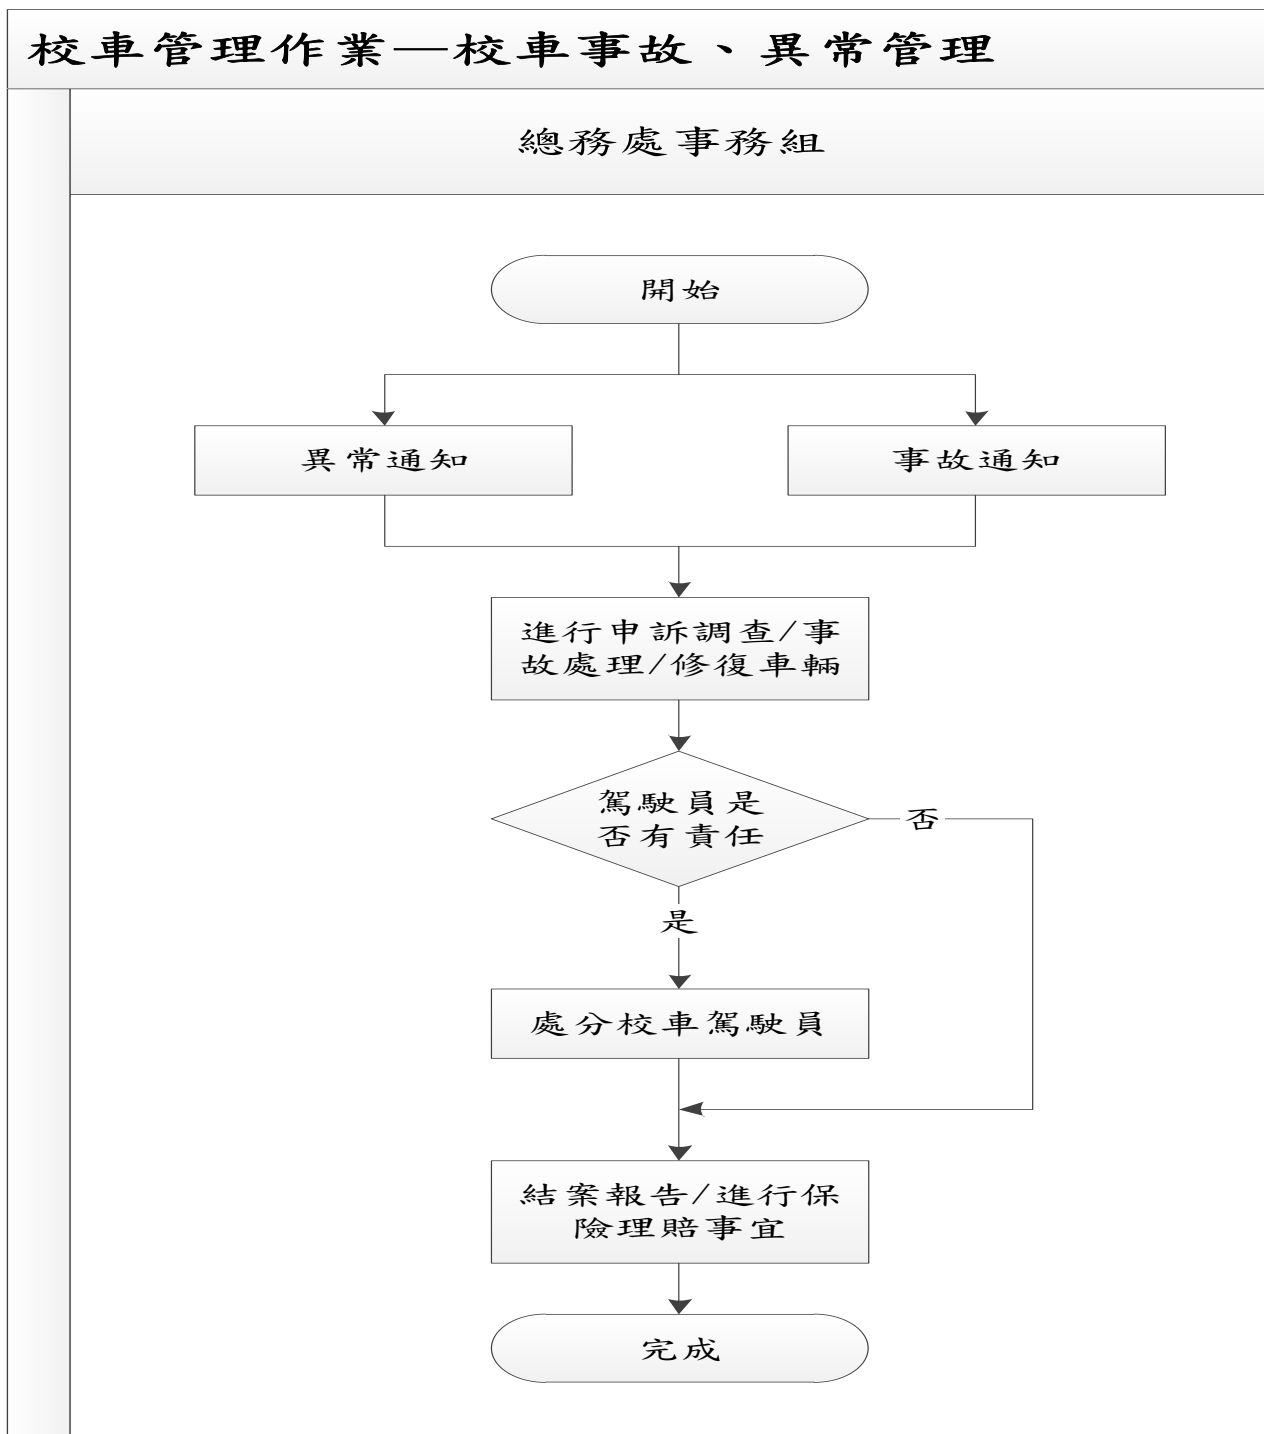 校車管理作業—校車事故、異常管理
總務處事務組
開始
異常通知
事故通知
進行申訴調查/事
故處理/修復車輛
駕駛員是
否有責任
否
是
處分校車駕駛員
結案報告/進行保
險理賠事宜
完成